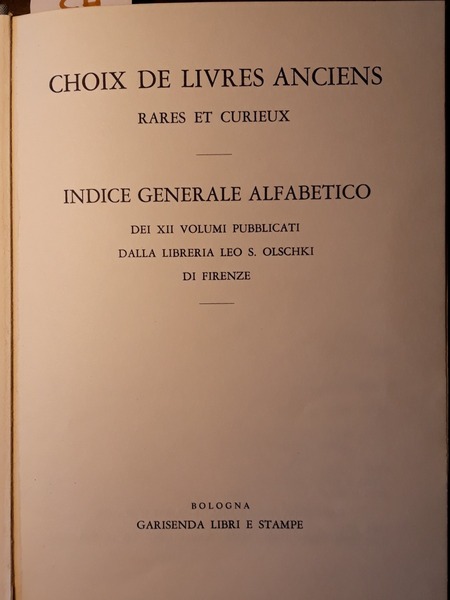 CHOIX DE LIVRES ANCIENS
RARES ET CURIEUX
INDICE GENERALE ALFABETICO
DEI XII VOLUMI PUBBLICATI
DALLA LIBRERIA LEO S. OLSCHKI
DI FIRENZE
BOLOGNA
GARISENDA LIBRI E STAMPE